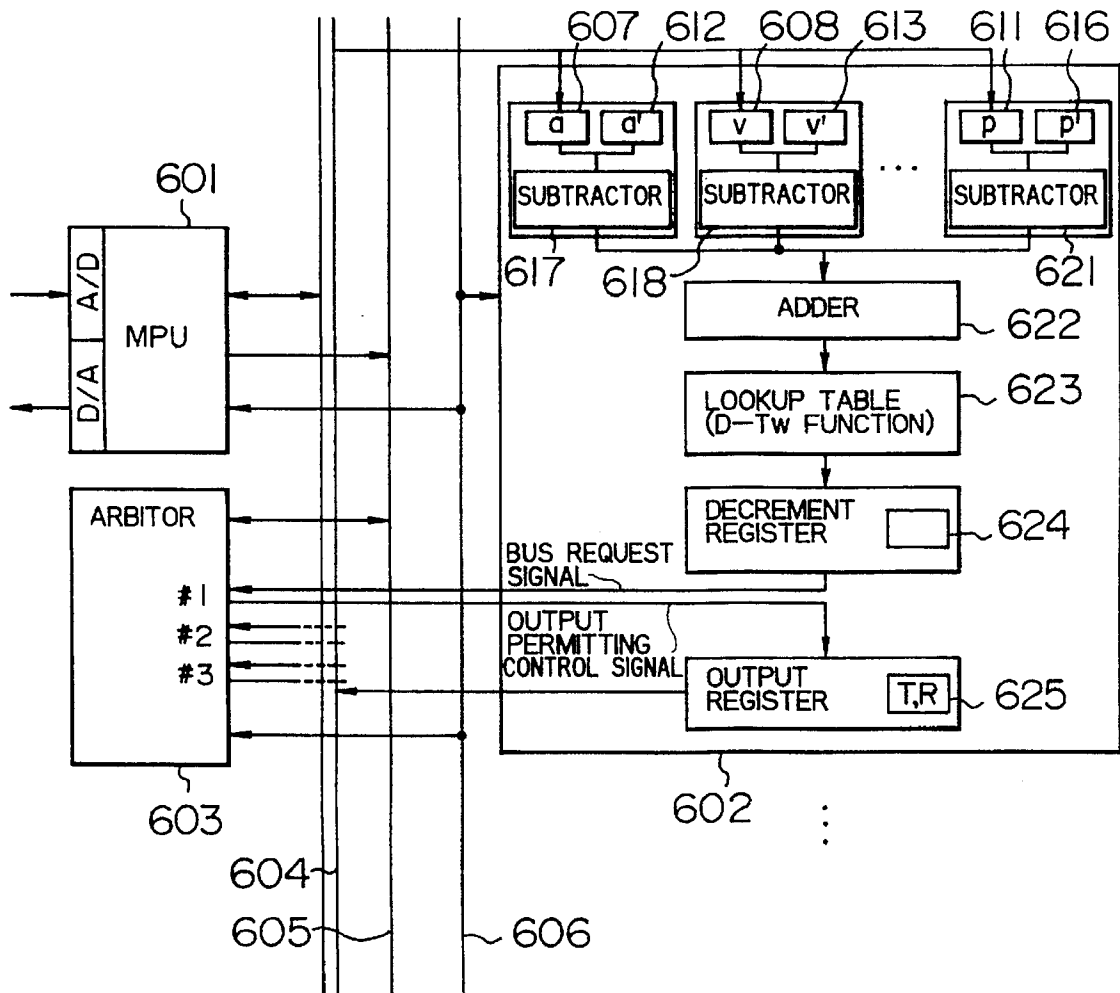 607
612
608
613
611
616
a
a'
v
v'
p
p'
...
SUBTRACTOR
SUBTRACTOR
SUBTRACTOR
601
A/D
D/A
MPU
617
618
621
ADDER
622
LOOKUP TABLE
(D-TW FUNCTION)
623
ARBITOR
DECREMENT
REGISTER
624
BUS REQUEST
SIGNAL
#1
#2
#3
OUTPUT
PERMITTING
CONTROL SIGNAL
OUTPUT
REGISTER
T,R
625
603
602
604
605
606